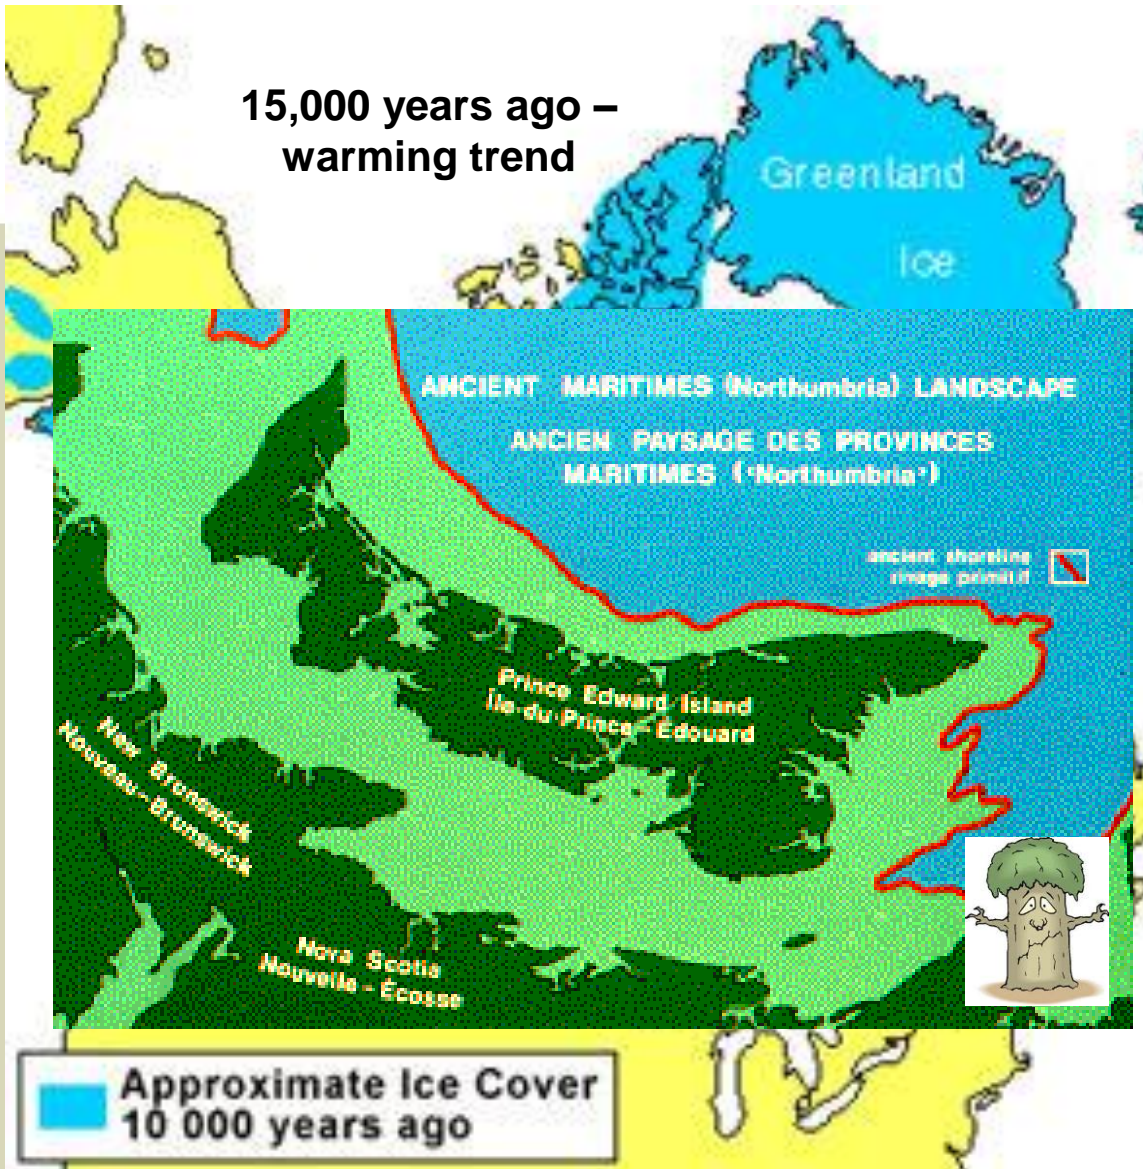 15,000 years ago –
warming trend
Greenland
Ice
ANCIENT MARITIMES (Northumbria) LANDSCAPE
ANCIEN PAYSAGE DES PROVINCES
MARITIMES ('Northumbria')
ancient shoreline
rivage primitif
Prince Edward Island
Île-du-Prince-Édouard
New Brunswick
Nouveau-Brunswick
Nova Scotia
Nouvelle-Écosse
Approximate Ice Cover
10 000 years ago